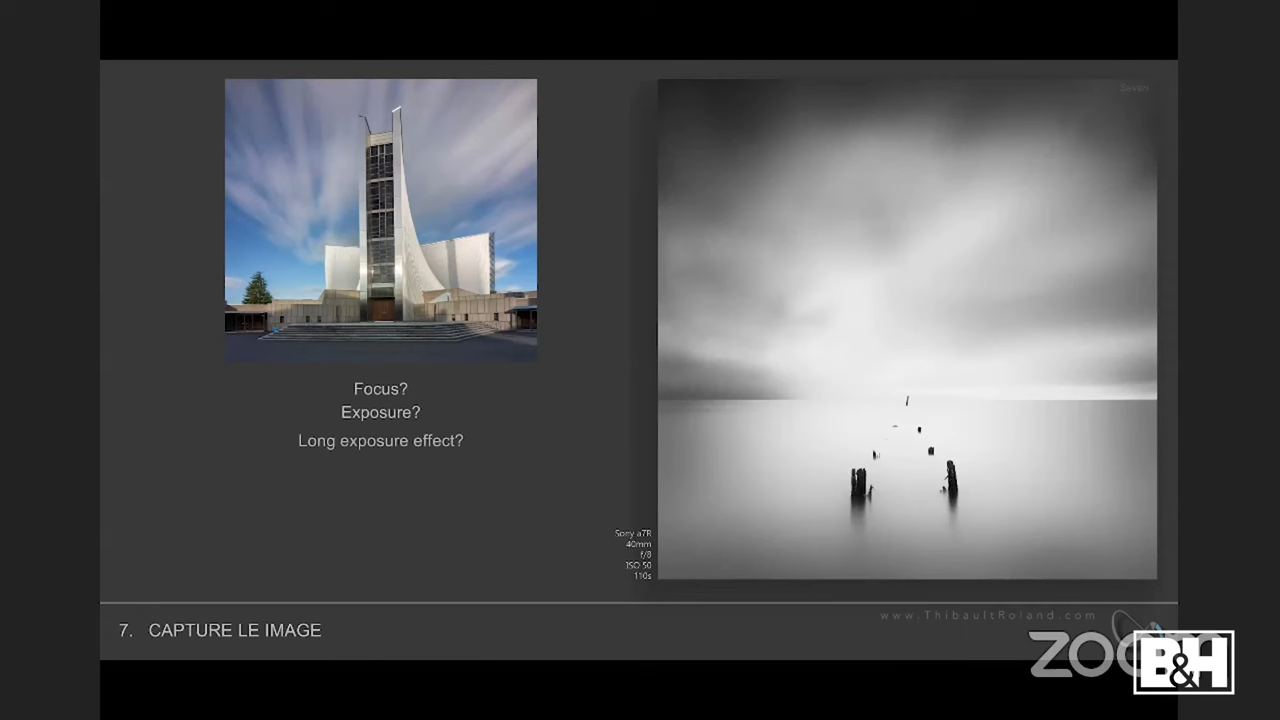 Seven
Focus?
Exposure?
Long exposure effect?
Sony a7R
40mm
f/8
ISO 50
110s
www.ThibaultRoland.com
7. CAPTURE LE IMAGE
B&H